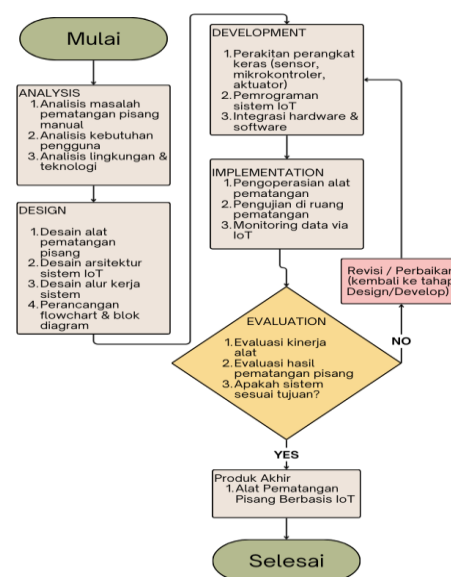 Mulai
ANALYSIS
1. Analisis masalah
pematangan pisang
manual
2. Analisis kebutuhan
pengguna
3. Analisis lingkungan &
teknologi
DESIGN
1. Desain alat
pematangan
pisang
2. Desain arsitektur
sistem IoT
3. Desain alur kerja
sistem
4. Perancangan
flowchart & blok
diagram
DEVELOPMENT
1. Perakitan perangkat
keras (sensor,
mikrokontroler,
aktuator)
2. Pemrograman
sistem IoT
3. Integrasi hardware &
software
IMPLEMENTATION
1. Pengoperasian alat
pematangan
2. Pengujian di ruang
pematangan
3. Monitoring data via
IoT
EVALUATION
1. Evaluasi kinerja
alat
2. Evaluasi hasil
pematangan pisang
3. Apakah sistem
sesuai tujuan?
NO
Revisi / Perbaikan
(kembali ke tahap
Design/Develop)
YES
Produk Akhir
1. Alat Pematangan
Pisang Berbasis IoT
Selesai